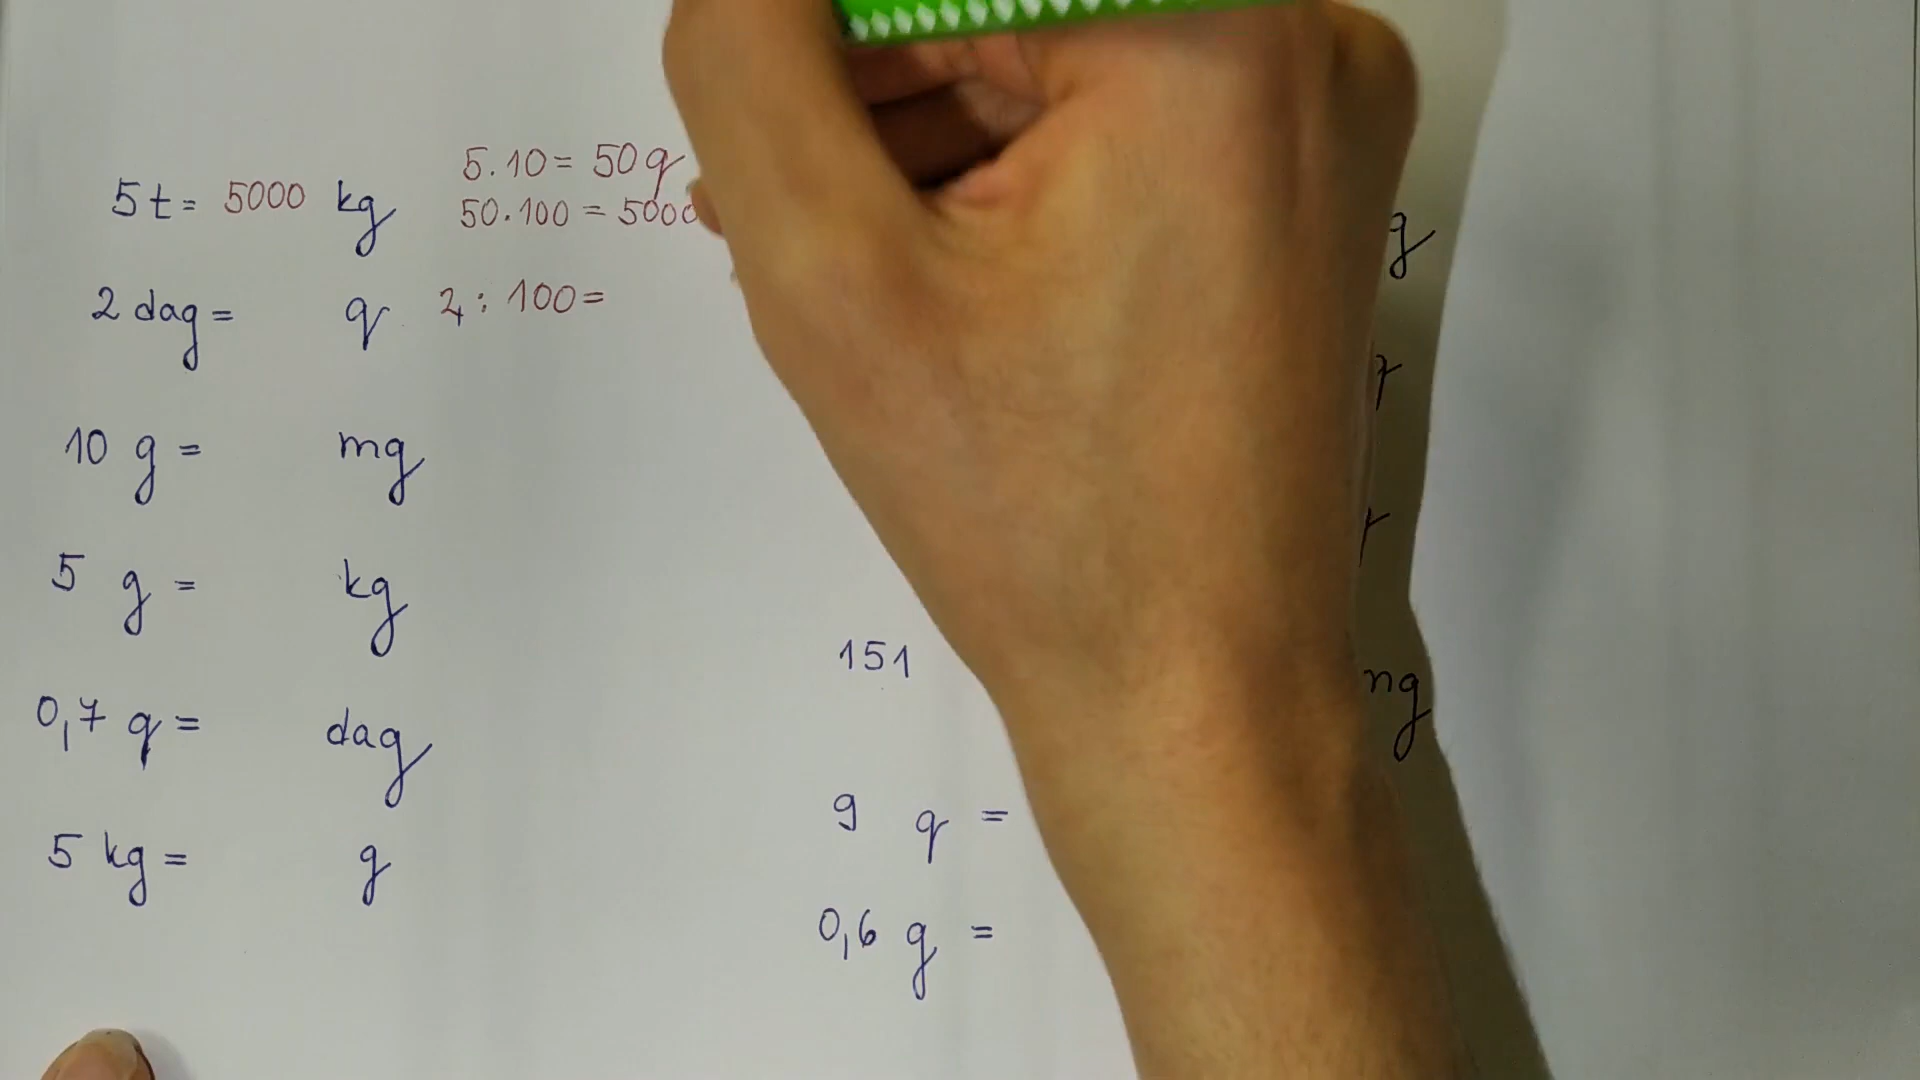 5.10 = 50 q
5t = 5000 kg
50.100 = 5000
2 dag = q 2 : 100 =
10 g = mg
5 g = kg
151
0,7 q = dag
9 q =
5 kg = g
0,6 g =